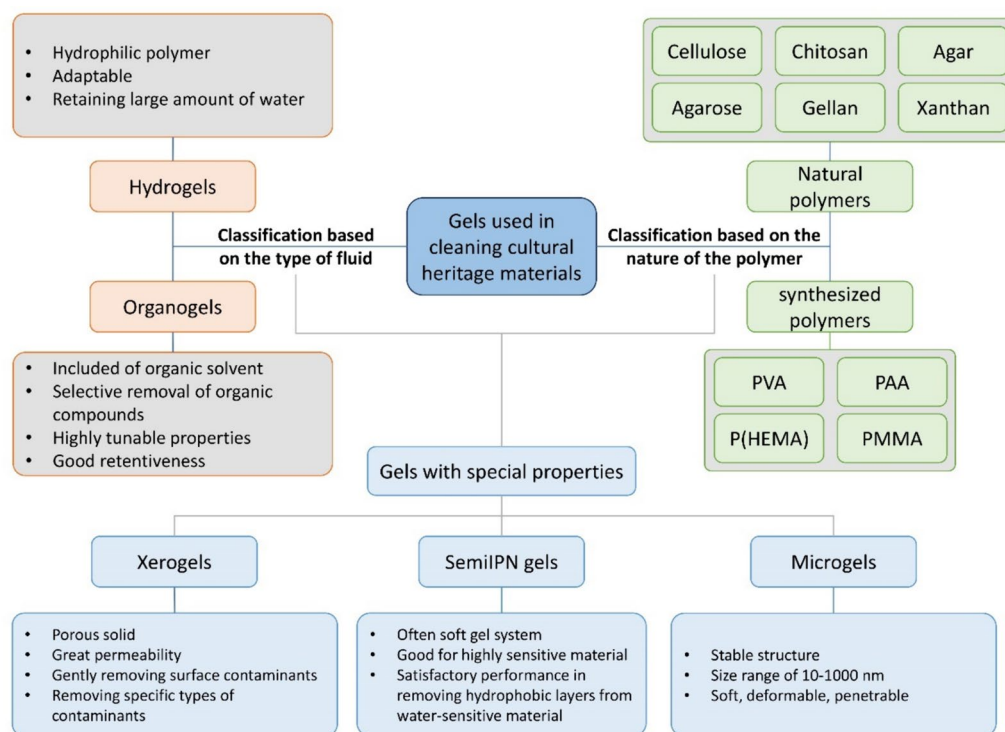 • Hydrophilic polymer
• Adaptable
• Retaining large amount of water
Hydrogels
Classification based
on the type of fluid
Organogels
• Included of organic solvent
• Selective removal of organic
compounds
• Highly tunable properties
• Good retentiveness
Gels used in
cleaning cultural
heritage materials
Cellulose
Chitosan
Agar
Agarose
Gellan
Xanthan
Natural
polymers
Classification based on the
nature of the polymer
synthesized
polymers
PVA
PAA
P(HEMA)
PMMA
Gels with special properties
Xerogels
• Porous solid
• Great permeability
• Gently removing surface contaminants
• Removing specific types of
contaminants
SemiIPN gels
• Often soft gel system
• Good for highly sensitive material
• Satisfactory performance in
removing hydrophobic layers from
water-sensitive material
Microgels
• Stable structure
• Size range of 10-1000 nm
• Soft, deformable, penetrable